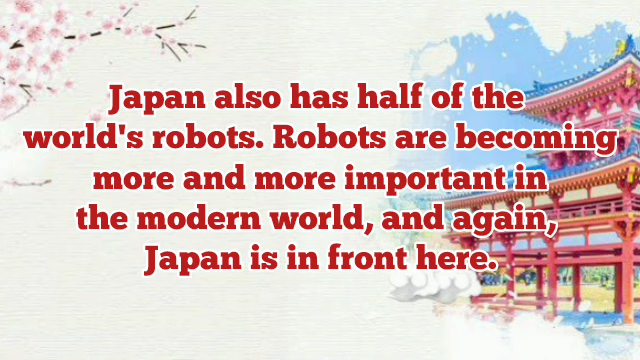 Japan also has half of the
world's robots. Robots are becoming
more and more important in
the modern world, and again,
Japan is in front here.